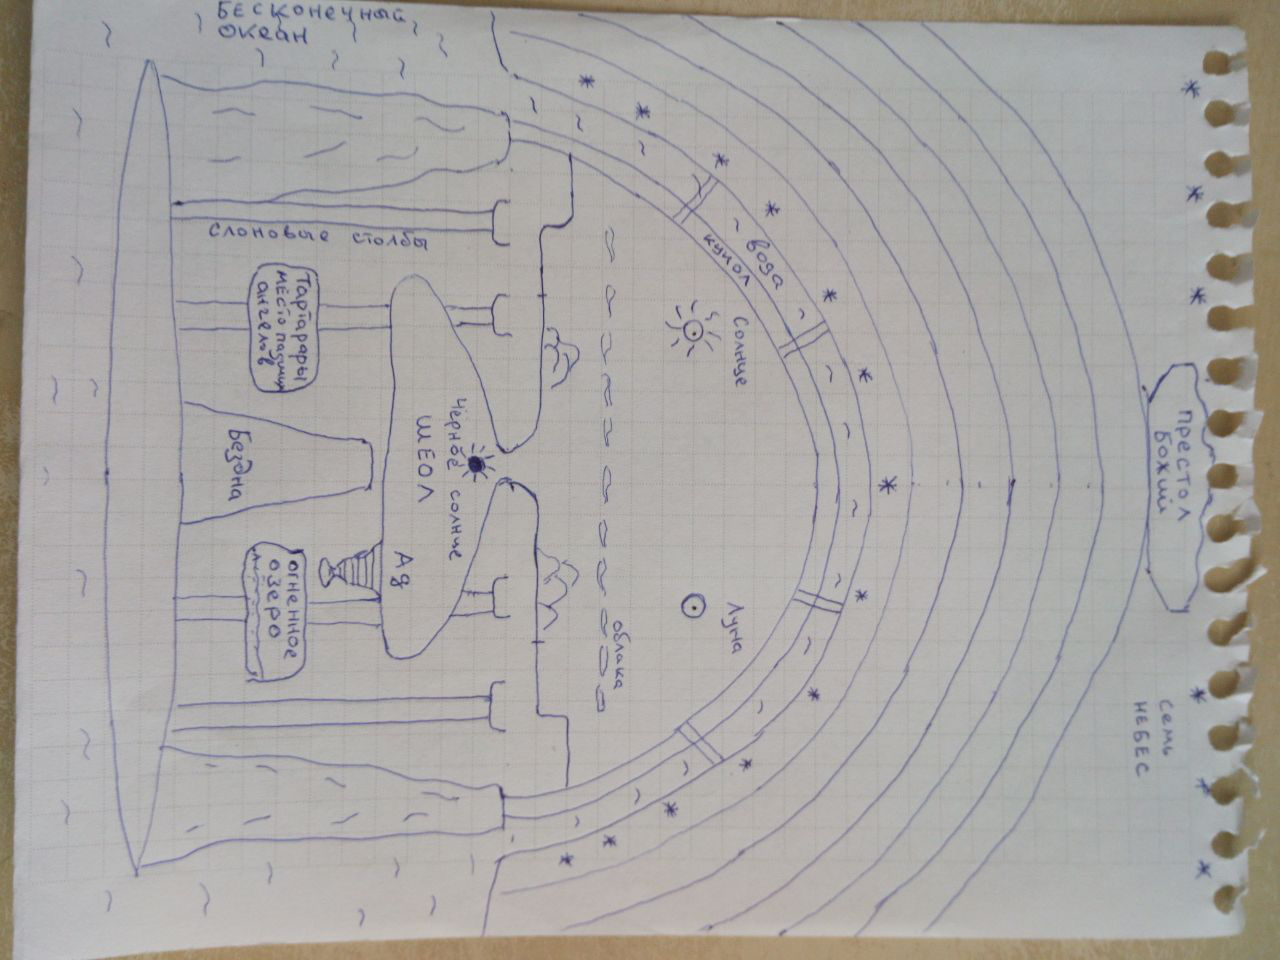 БЕСКОНЕЧНЫЙ
ОКЕАН
слоновые столбы
Тартарары
место падших
ангелов
Бездна
ШЕОЛ
Чёрное солнце
Ад
огненное
озеро
облака
Солнце
Луна
купол
вода
Престол
Божий
семь
НЕБЕС